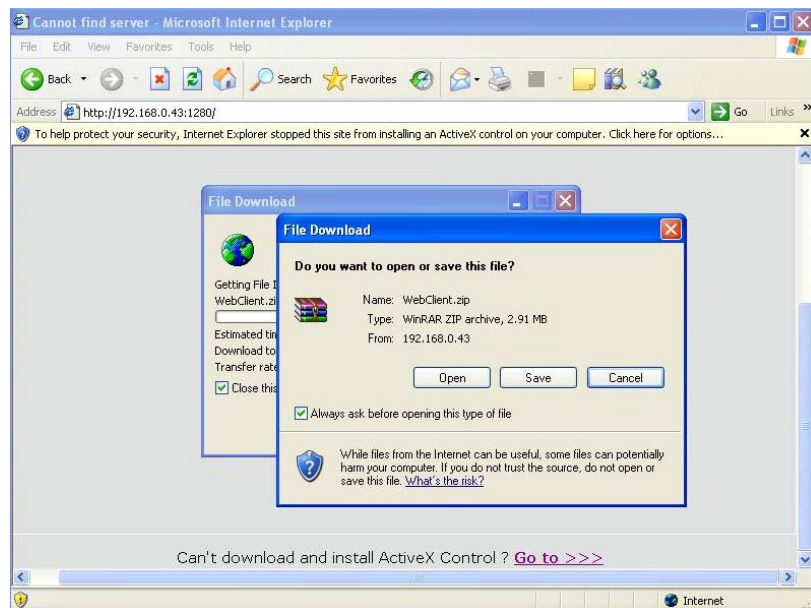 Cannot find server - Microsoft Internet Explorer
File Edit View Favorites Tools Help
Back Search Favorites
Address http://192.168.0.43:1280/ Go Links »
To help protect your security, Internet Explorer stopped this site from installing an ActiveX control on your computer. Click here for options...
File Download
Getting File I
WebClient.zi
Estimated tin
Download to
Transfer rate
Close this
File Download
Do you want to open or save this file?
Name: WebClient.zip
Type: WinRAR ZIP archive, 2.91 MB
From: 192.168.0.43
Open Save Cancel
Always ask before opening this type of file
While files from the Internet can be useful, some files can potentially
harm your computer. If you do not trust the source, do not open or
save this file. What's the risk?
Can't download and install ActiveX Control ? Go to >>>
Internet